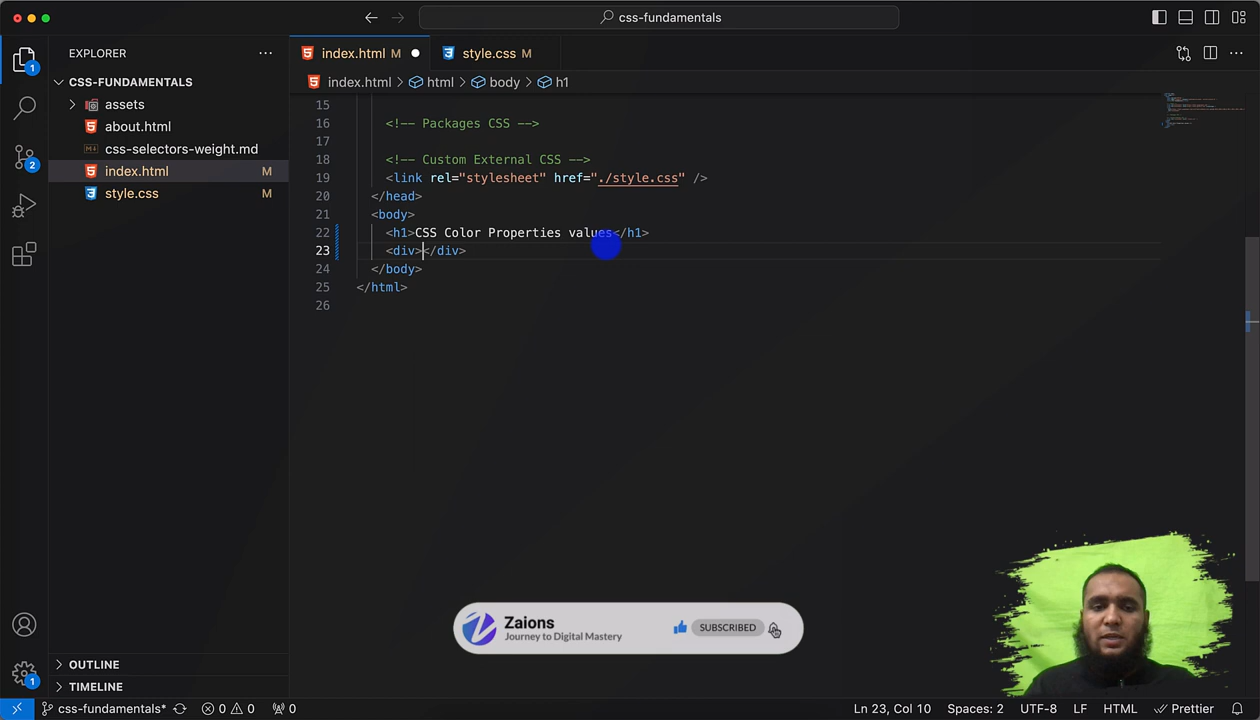 css-fundamentals
EXPLORER
index.html M
style.css M
CSS-FUNDAMENTALS
index.html > html > body > h1
assets
about.html
css-selectors-weight.md
index.html M
style.css M
15
16 <!-- Packages CSS -->
17
18 <!-- Custom External CSS -->
19 <link rel="stylesheet" href="./style.css" />
20 </head>
21 <body>
22 <h1>CSS Color Properties values</h1>
23 <div></div>
24 </body>
25 </html>
26
1
2
Zaions
Journey to Digital Mastery
SUBSCRIBED
OUTLINE
TIMELINE
1
css-fundamentals* 0 0 0 Ln 23, Col 10 Spaces: 2 UTF-8 LF HTML Prettier